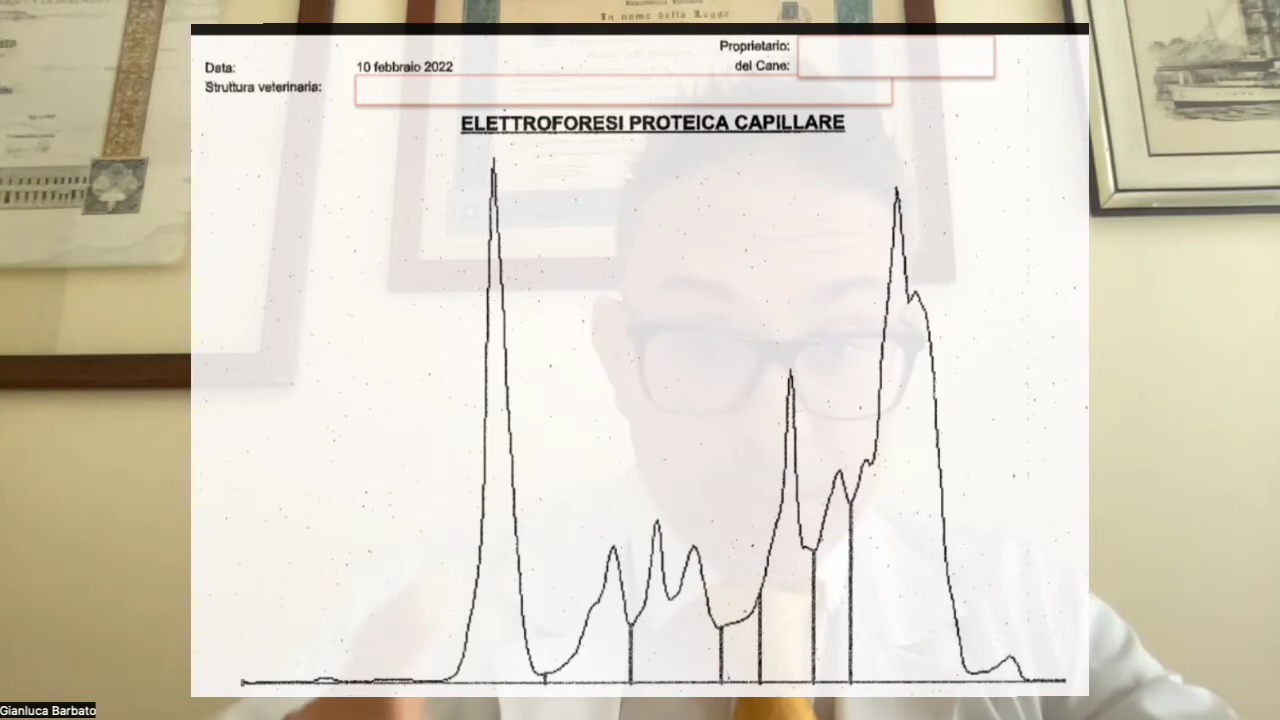 In nome della Legge
Proprietario:
Data: 10 febbraio 2022 del Cane:
Struttura veterinaria:
ELETTROFORESI PROTEICA CAPILLARE
Gianluca Barbato